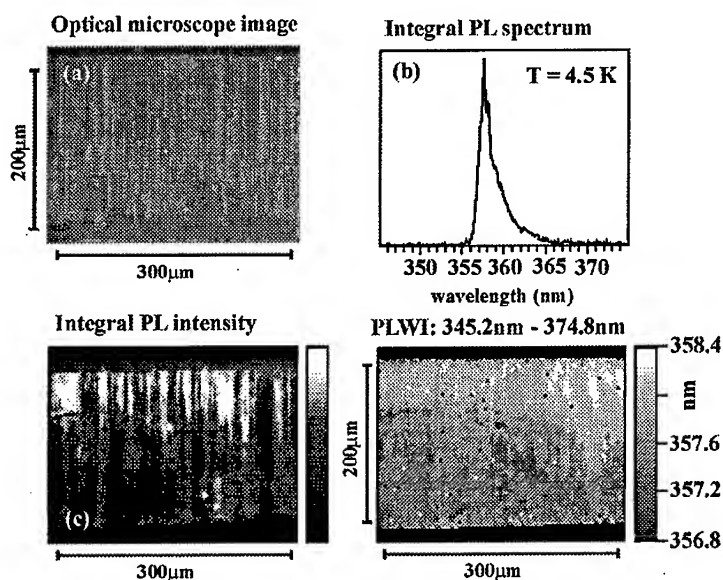 Optical microscope image
(a)
200μm
300μm
Integral PL spectrum
(b)
T = 4.5 K
350 355 360 365 370
wavelength (nm)
Integral PL intensity
(c)
300μm
PLWI: 345.2nm - 374.8nm
200μm
300μm
358.4
nm
357.6
357.2
356.8